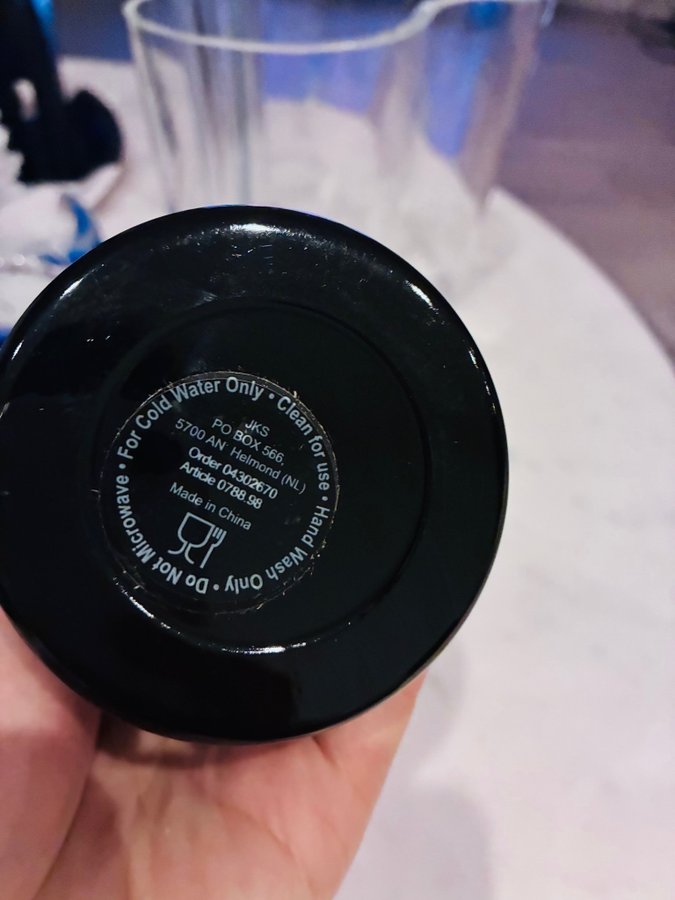 For Cold Water Only • Clean for use • Hand Wash Only • Do Not Microwave •
JKS
PO BOX 566,
5700 AN Helmond (NL)
Order 04302670
Article 0788.98
Made in China